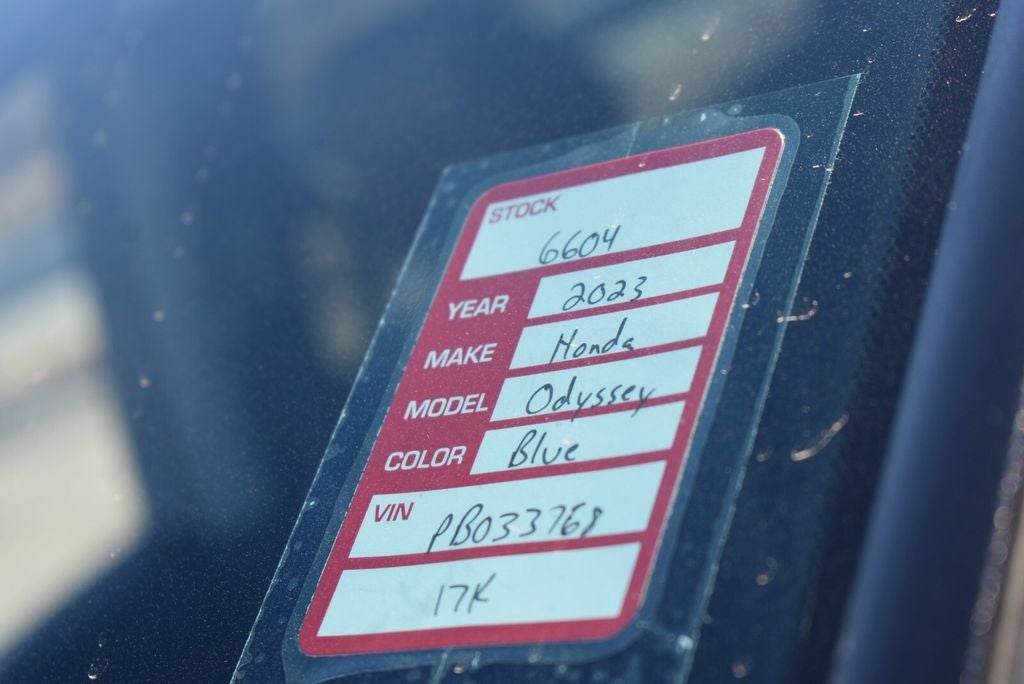 STOCK
6604
YEAR 2023
MAKE Honda
MODEL Odyssey
COLOR Blue
VIN PB033768
17K